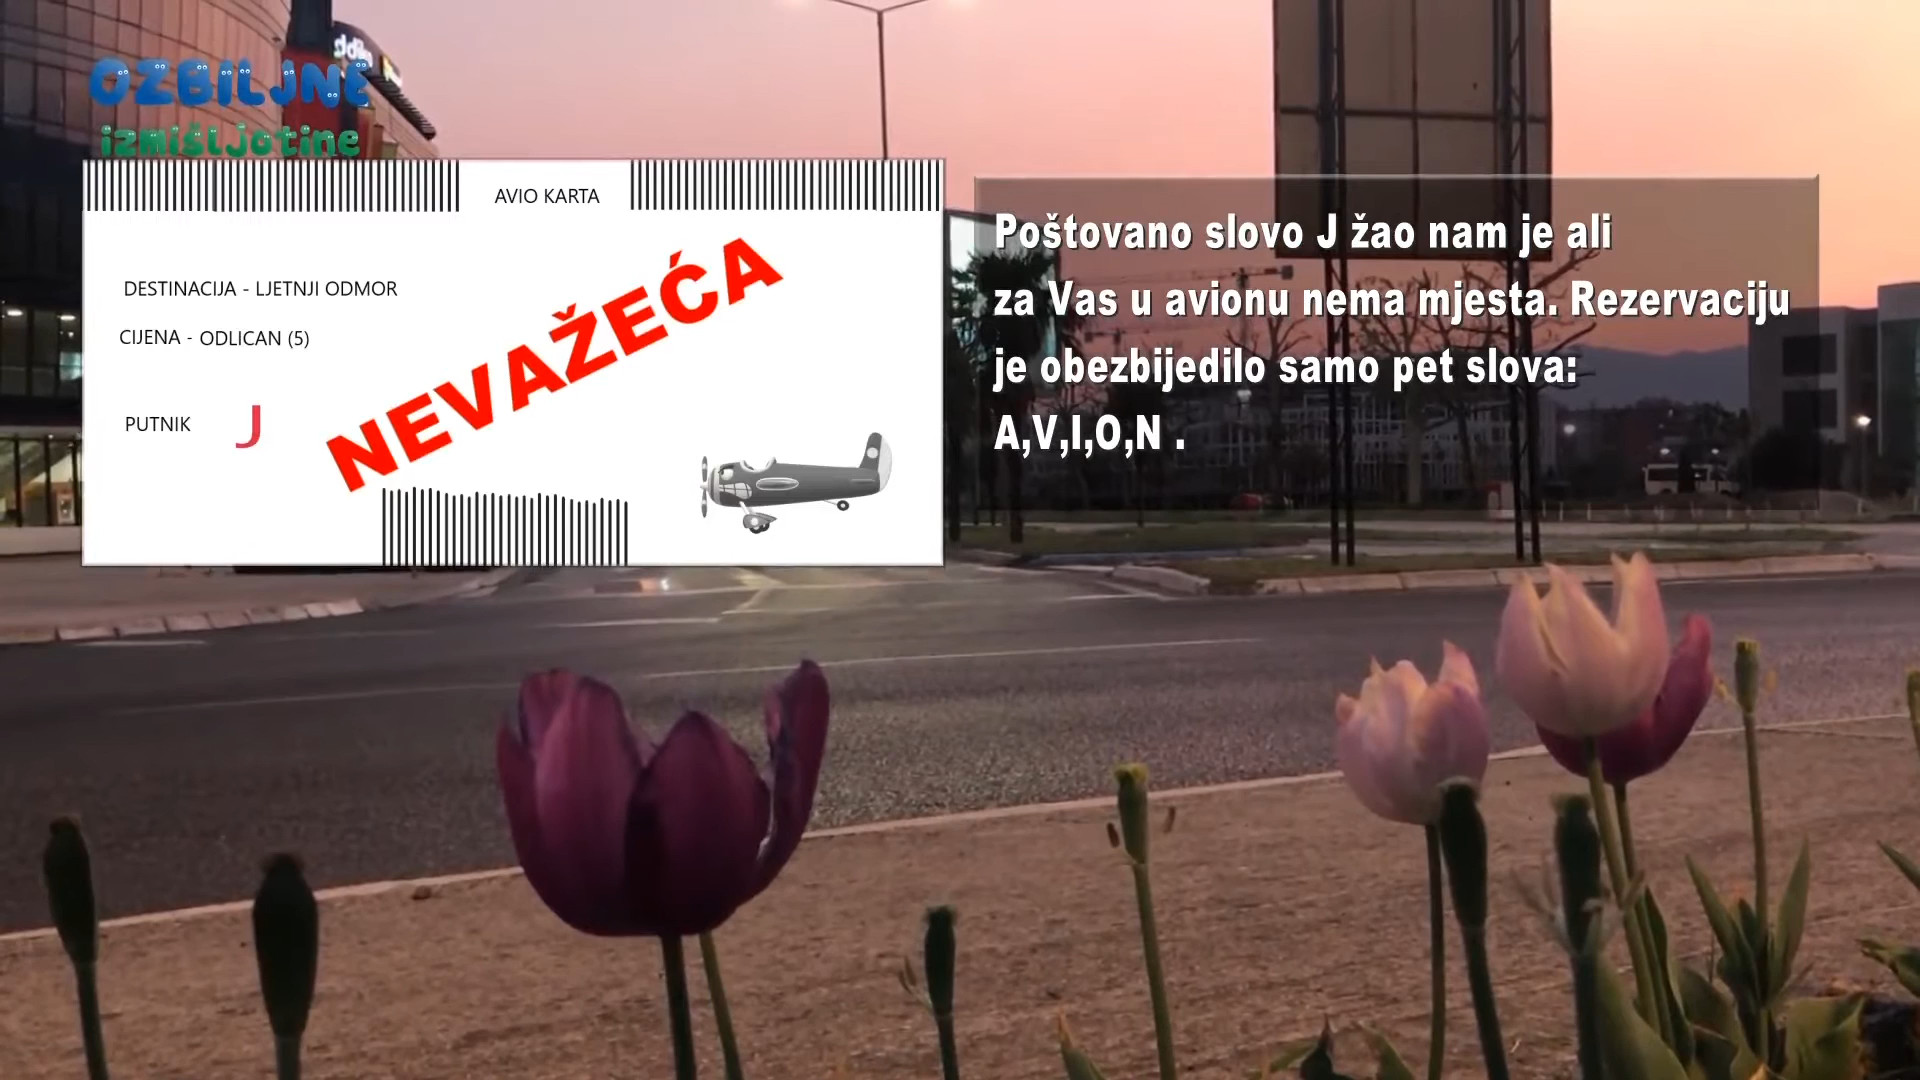 OZBILJNE
izmišljotine
AVIO KARTA
DESTINACIJA - LJETNJI ODMOR
CIJENA - ODLICAN (5)
PUTNIK J
NEVAŽEĆA
Poštovano slovo J žao nam je ali
za Vas u avionu nema mjesta. Rezervaciju
je obezbijedilo samo pet slova:
A,V,I,O,N .